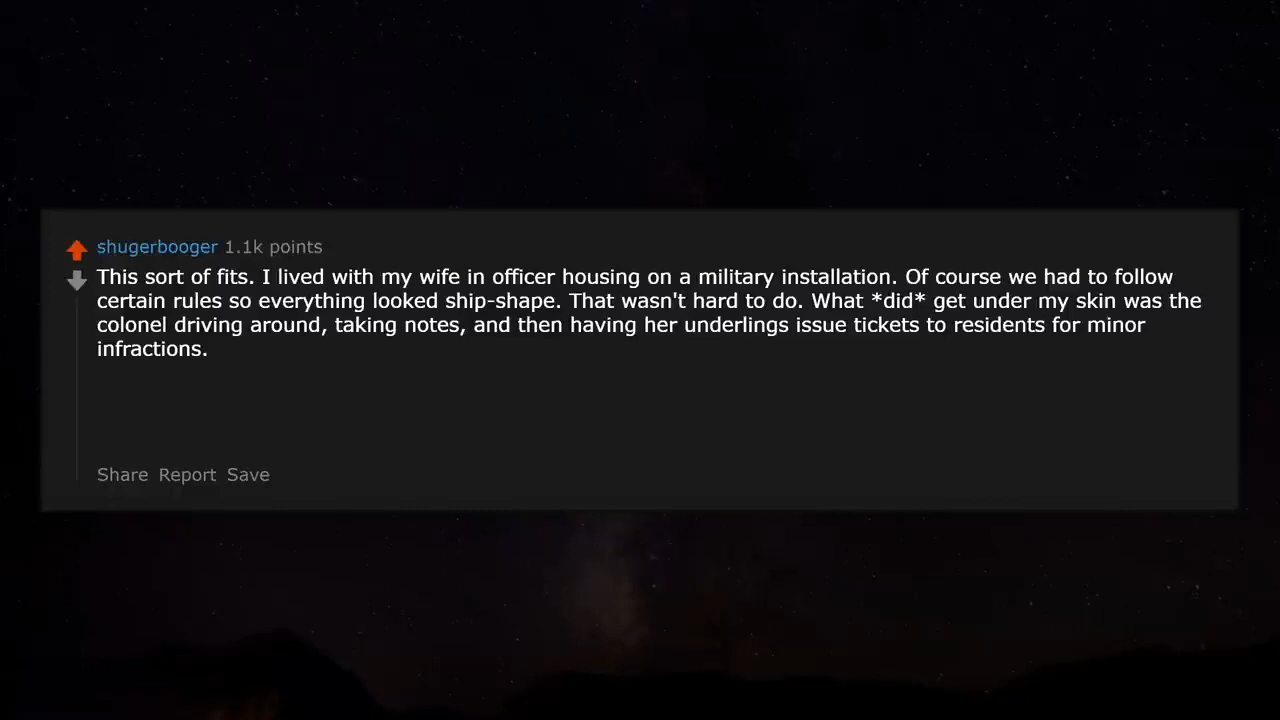 shugerbooger 1.1k points
This sort of fits. I lived with my wife in officer housing on a military installation. Of course we had to follow
certain rules so everything looked ship-shape. That wasn't hard to do. What *did* get under my skin was the
colonel driving around, taking notes, and then having her underlings issue tickets to residents for minor
infractions.
Share Report Save